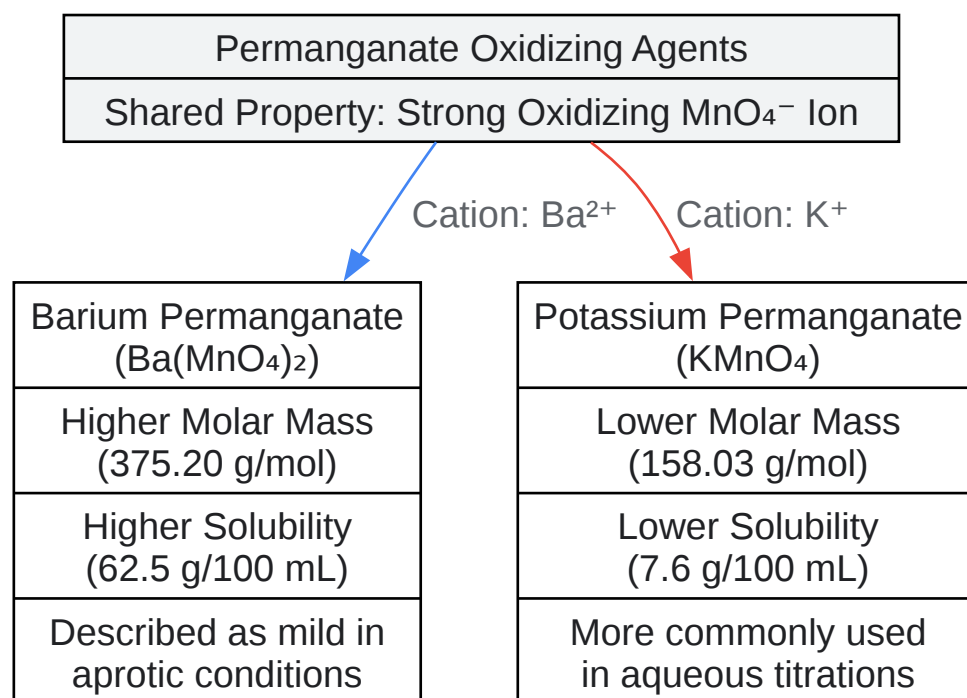 Permanganate Oxidizing Agents
Shared Property: Strong Oxidizing MnO₄⁻ Ion
Cation: Ba²⁺
Cation: K⁺
Barium Permanganate
(Ba(MnO₄)₂)
Higher Molar Mass
(375.20 g/mol)
Higher Solubility
(62.5 g/100 mL)
Described as mild in
aprotic conditions
Potassium Permanganate
(KMnO₄)
Lower Molar Mass
(158.03 g/mol)
Lower Solubility
(7.6 g/100 mL)
More commonly used
in aqueous titrations